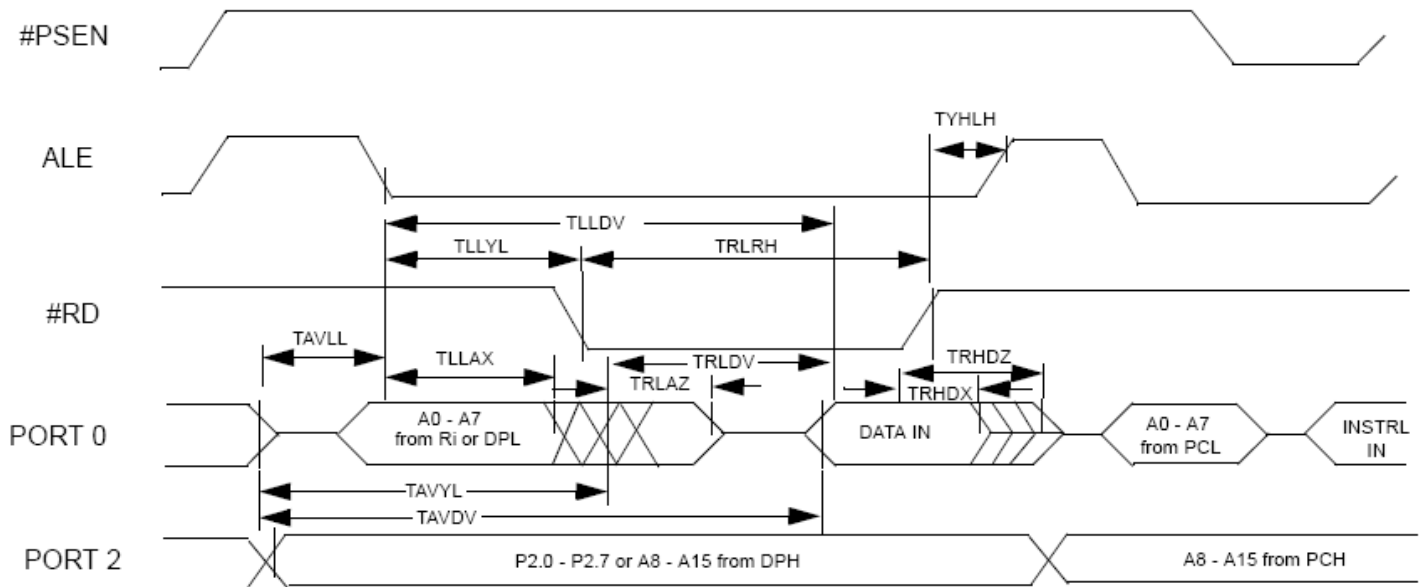 #PSEN
TYHLH
ALE
TLLDV
TLLYL
TRLRH
#RD
TAVLL
TLLAX
TRLDV
TRHDZ
TRLAZ
TRHDX
PORT 0
A0 - A7
from Ri or DPL
DATA IN
A0 - A7
from PCL
INSTRL
IN
TAVYL
TAVDV
PORT 2
P2.0 - P2.7 or A8 - A15 from DPH
A8 - A15 from PCH